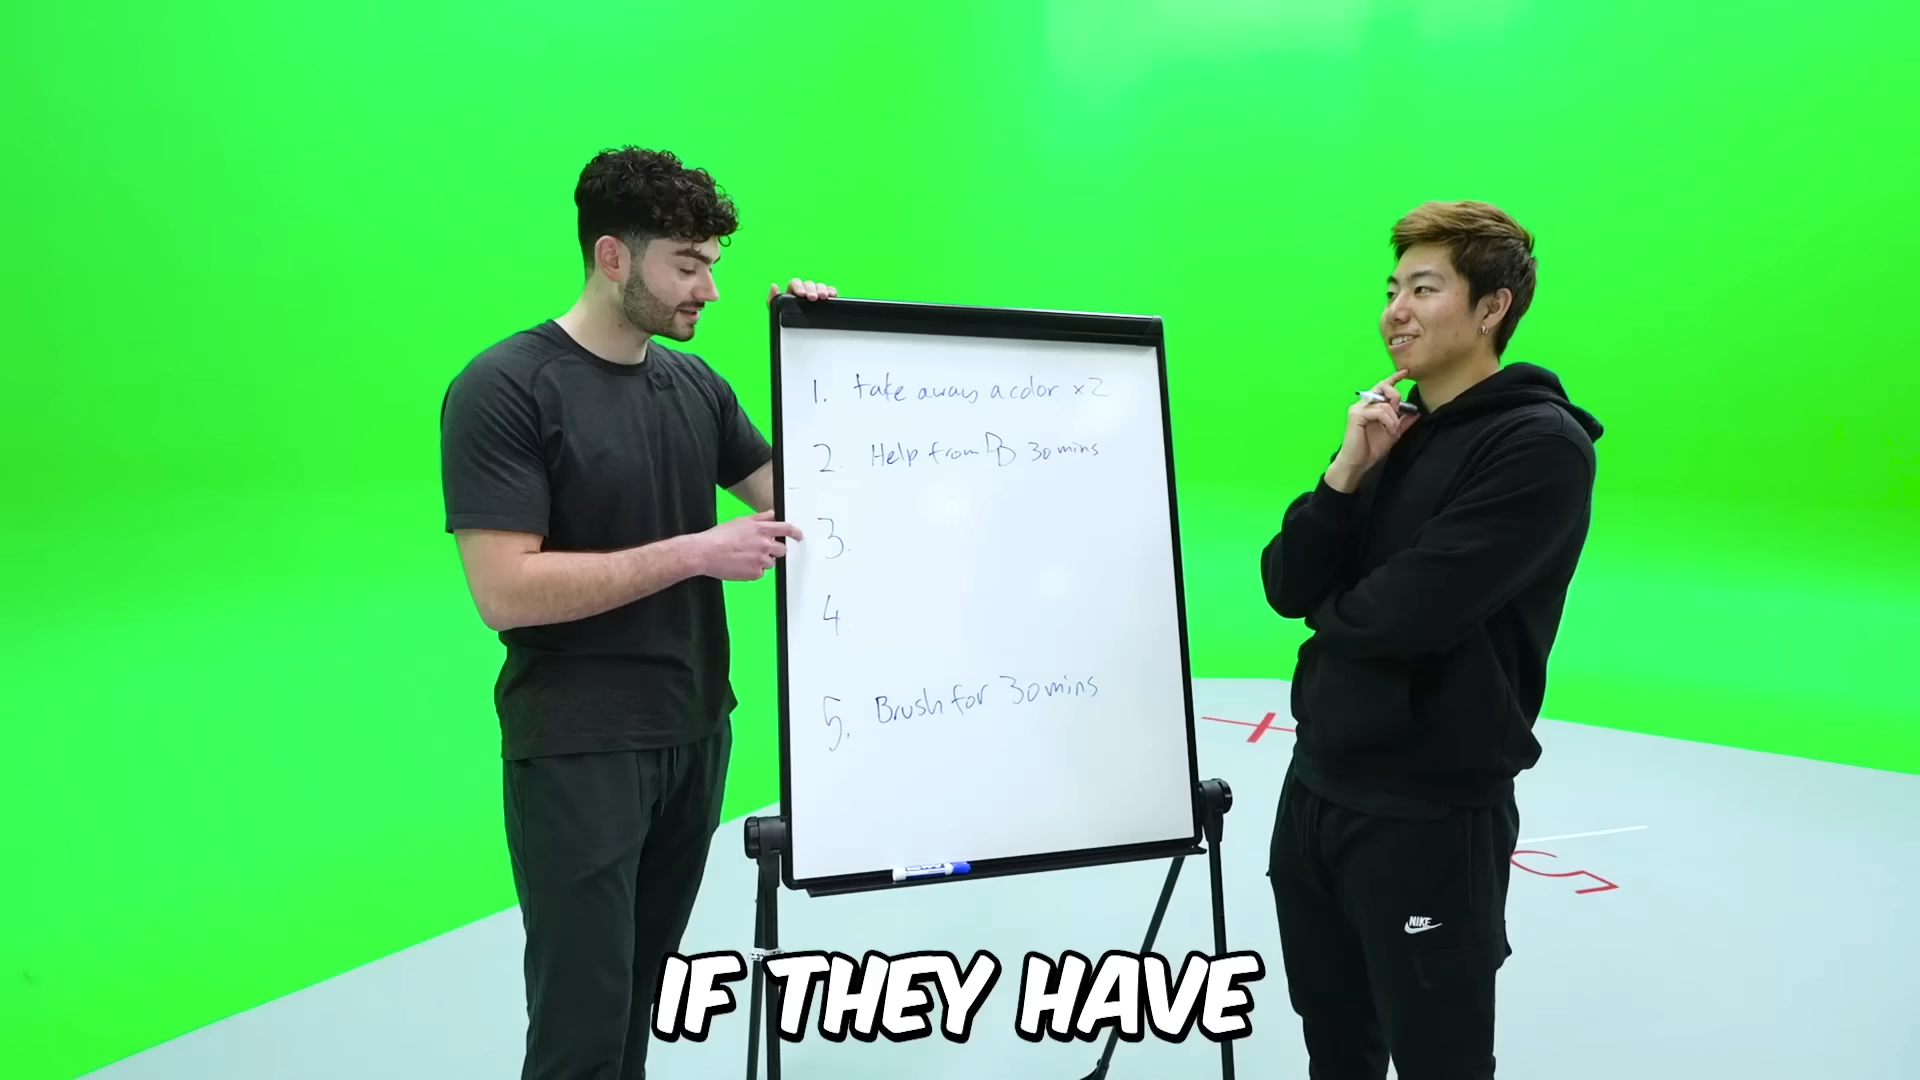 1. take away a color x2
2. Help from D 30 mins
3.
4
5. Brush for 30 mins
NIKE
5
IF THEY HAVE